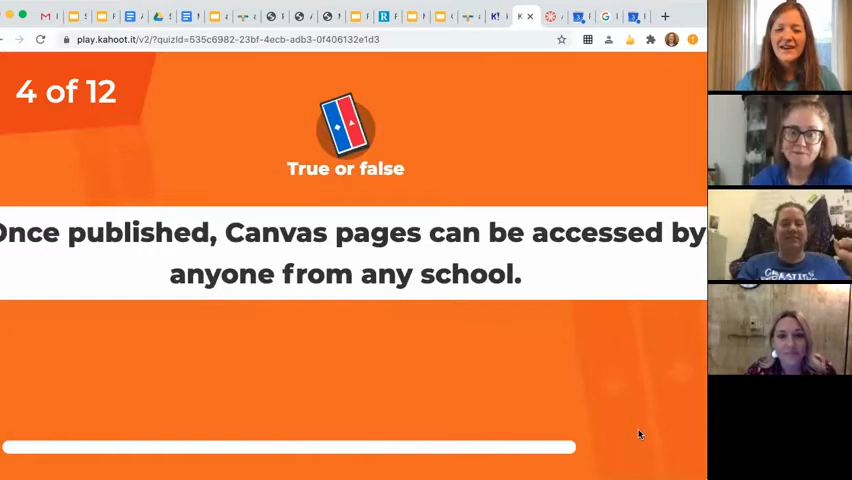 play.kahoot.it/v2/?quizId=535c6982-23bf-4ecb-adb3-0f406132e1d3
4 of 12
True or false
Once published, Canvas pages can be accessed by
anyone from any school.